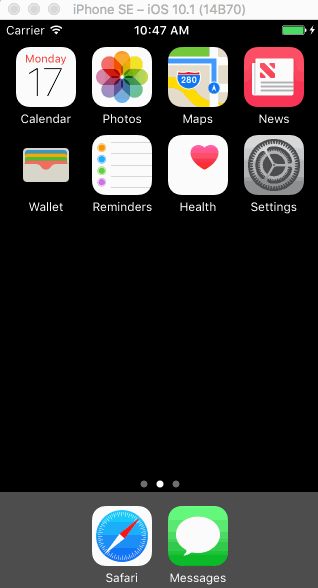 iPhone SE – iOS 10.1 (14B70)
Carrier 10:47 AM
Monday
17
280
Calendar Photos Maps News
Wallet Reminders Health Settings
Safari Messages